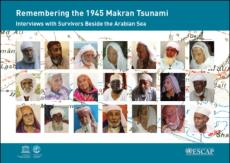 Remembering the 1945 Makran Tsunami
Interviews with Survivors Beside the Arabian Sea
ESCAP